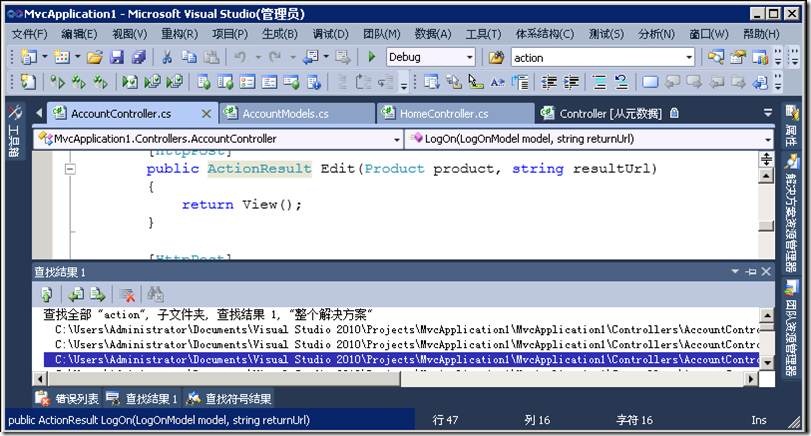 MvcApplication1 - Microsoft Visual Studio(管理员)
文件(F) 编辑(E) 视图(V) 重构(R) 项目(P) 生成(B) 调试(D) 团队(M) 数据(A) 工具(T) 体系结构(C) 测试(S) 分析(N) 窗口(W) 帮助(H)
Debug action
AccountController.cs AccountModels.cs HomeController.cs Controller [从元数据]
工具箱
属性
解决方案资源管理器
团队资源管理器
MvcApplication1.Controllers.AccountController LogOn(LogOnModel model, string returnUrl)
[HttpPost]
public ActionResult Edit(Product product, string resultUrl)
{
return View();
}
[HttpPost]
查找结果 1
查找全部 "action", 子文件夹, 查找结果 1, "整个解决方案"
C:\Users\Administrator\Documents\Visual Studio 2010\Projects\MvcApplication1\MvcApplication1\Controllers\AccountContro
C:\Users\Administrator\Documents\Visual Studio 2010\Projects\MvcApplication1\MvcApplication1\Controllers\AccountContro
C:\Users\Administrator\Documents\Visual Studio 2010\Projects\MvcApplication1\MvcApplication1\Controllers\AccountContro
错误列表 查找结果 1 查找符号结果
public ActionResult LogOn(LogOnModel model, string returnUrl) 行 47 列 16 字符 16 Ins